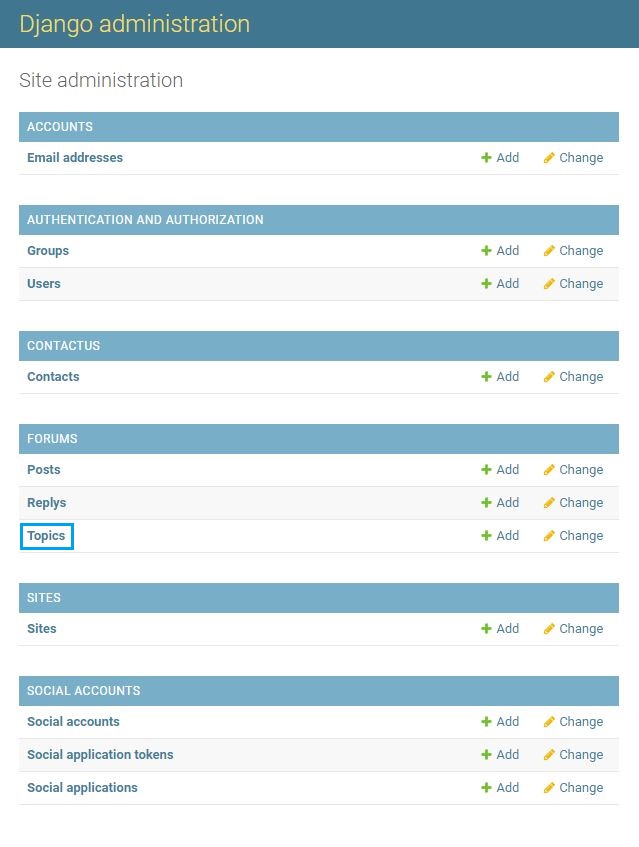 Django administration
Site administration
ACCOUNTS
Email addresses Add Change
AUTHENTICATION AND AUTHORIZATION
Groups Add Change
Users Add Change
CONTACTUS
Contacts Add Change
FORUMS
Posts Add Change
Replys Add Change
Topics Add Change
SITES
Sites Add Change
SOCIAL ACCOUNTS
Social accounts Add Change
Social application tokens Add Change
Social applications Add Change